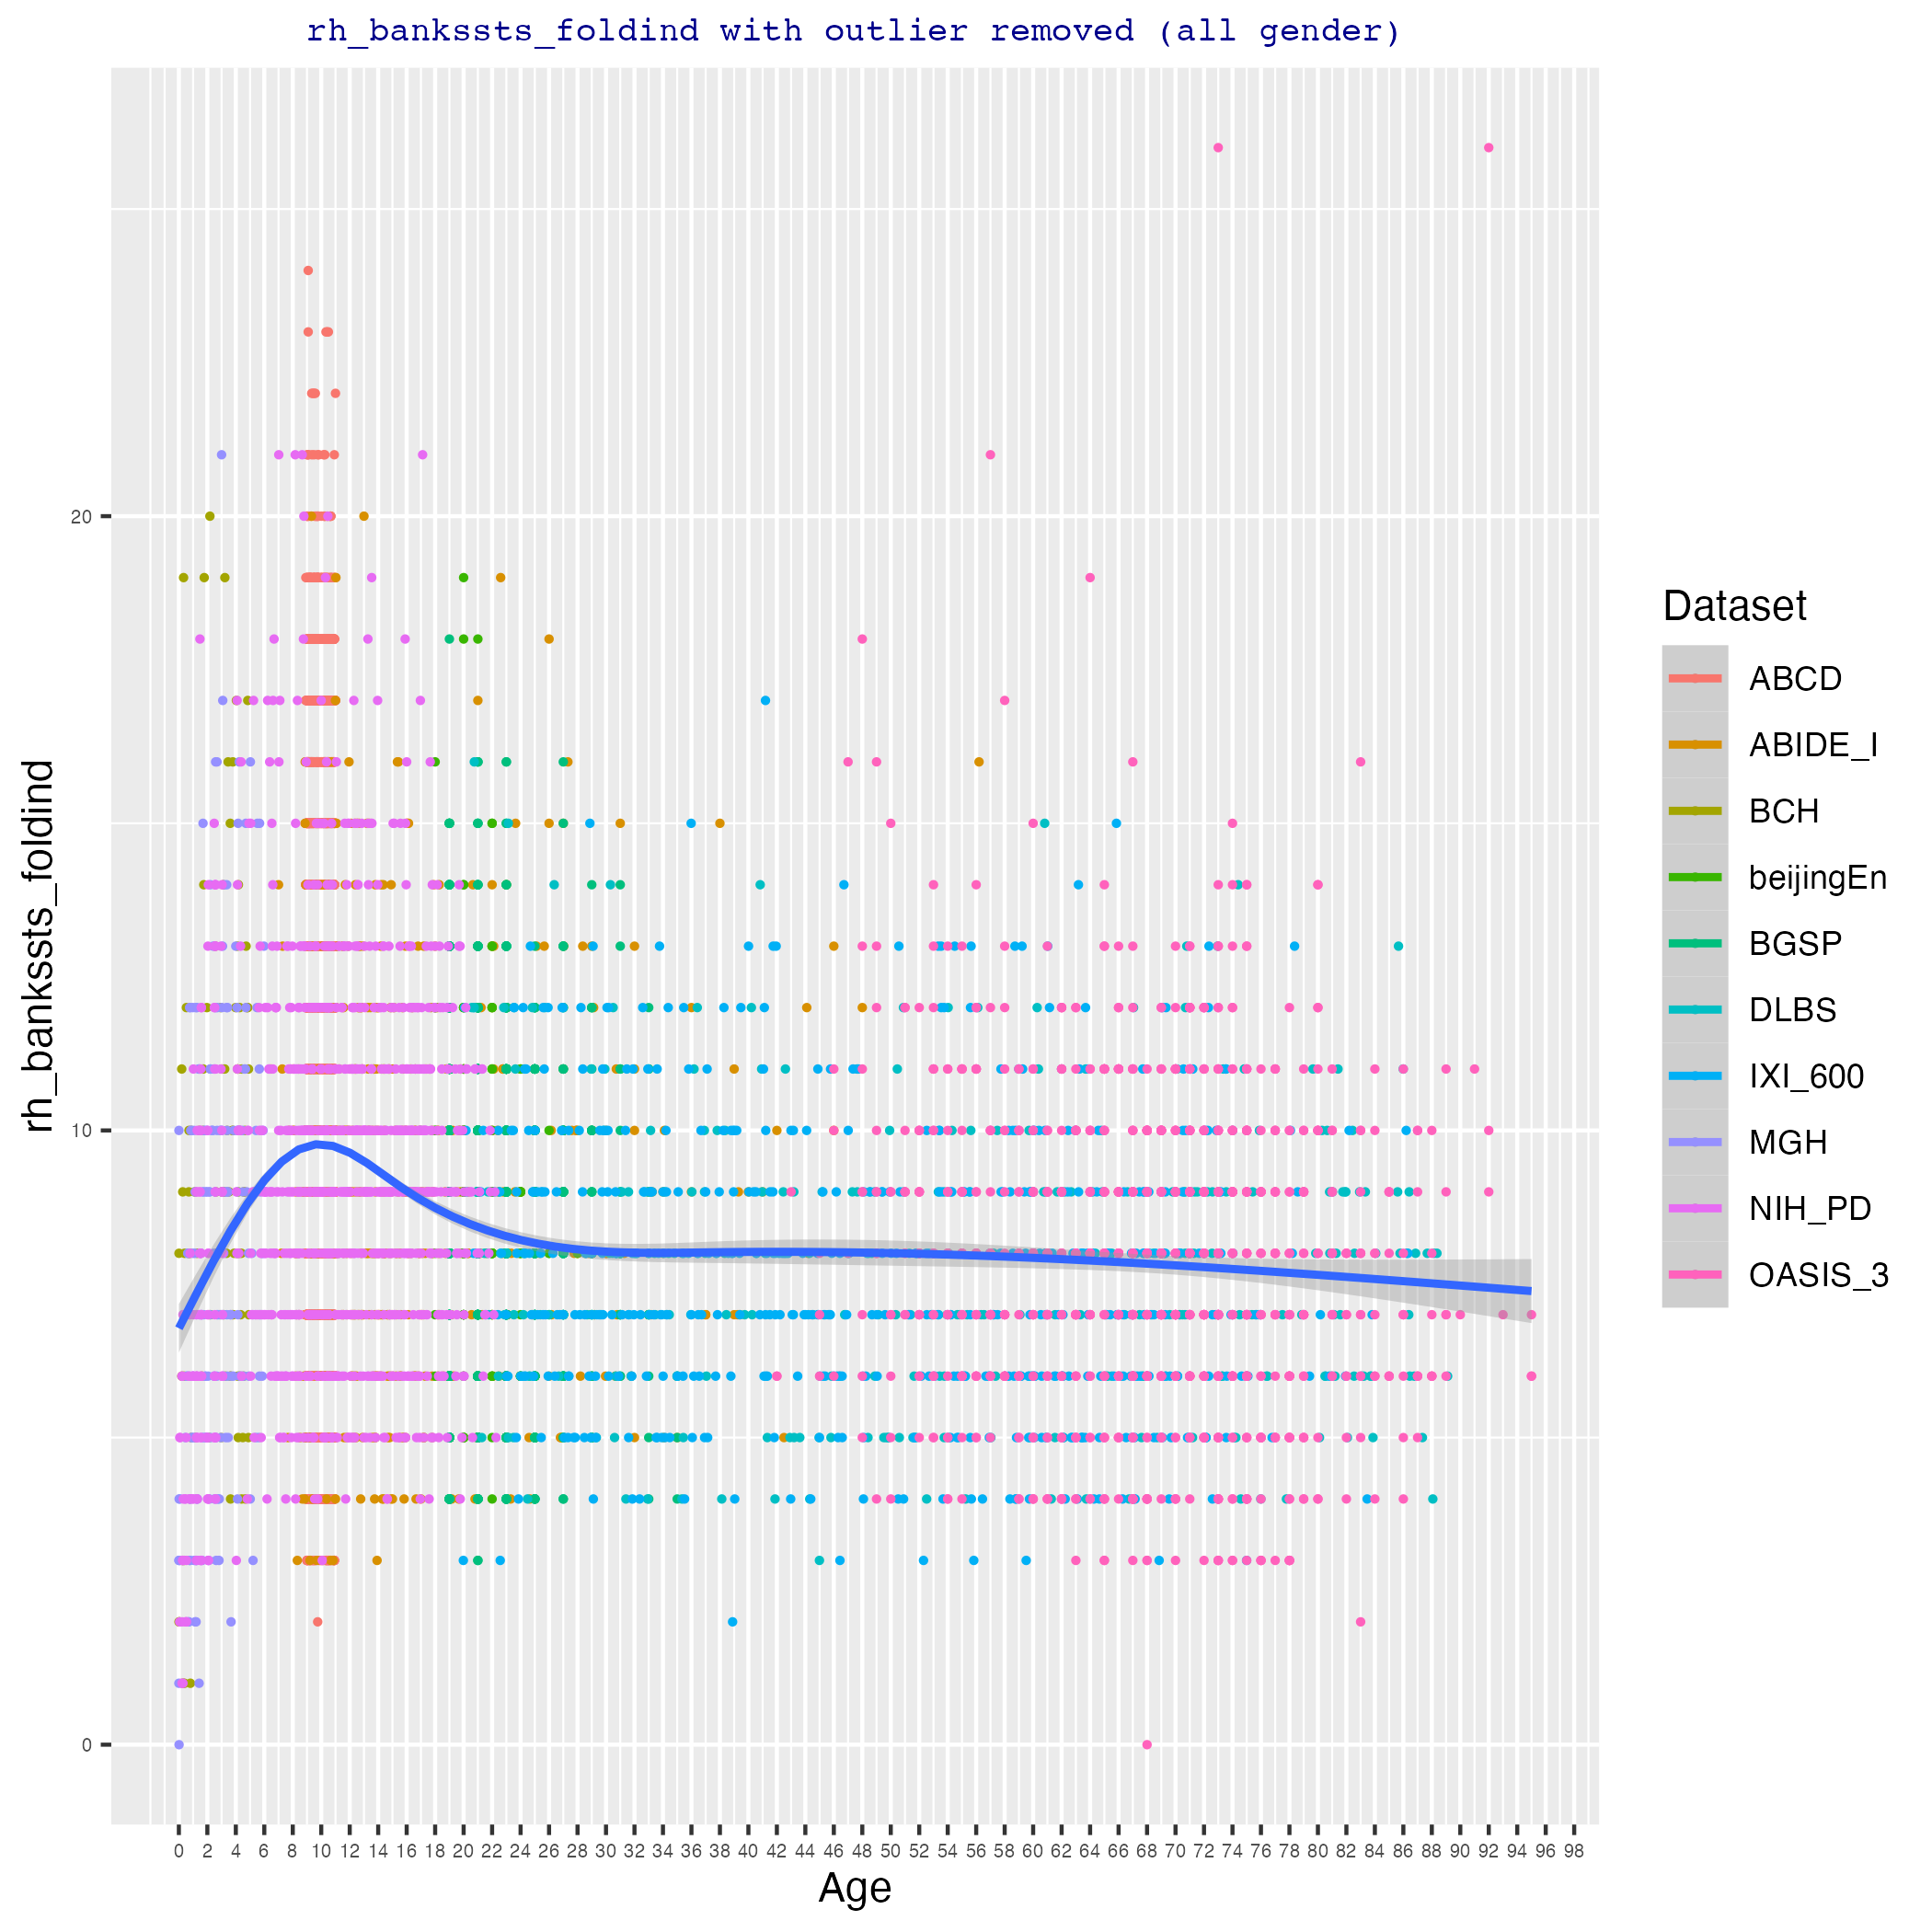 rh_bankssts_foldind with outlier removed (all gender)
rh_bankssts_foldind
20
10
0
0 2 4 6 8 10 12 14 16 18 20 22 24 26 28 30 32 34 36 38 40 42 44 46 48 50 52 54 56 58 60 62 64 66 68 70 72 74 76 78 80 82 84 86 88 90 92 94 96 98
Age
Dataset
ABCD
ABIDE_I
BCH
beijingEn
BGSP
DLBS
IXI_600
MGH
NIH_PD
OASIS_3